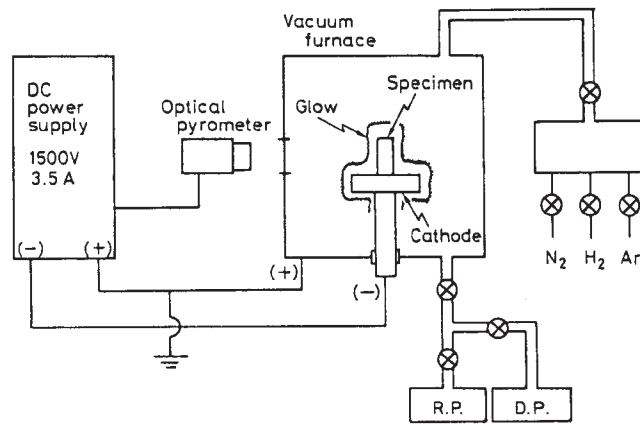 Vacuum
furnace
DC
power
supply
1500V
3.5 A
(−)
(+)
Optical
pyrometer
Glow
Specimen
Cathode
(+)
(−)
N₂
H₂
Ar
R.P.
D.P.